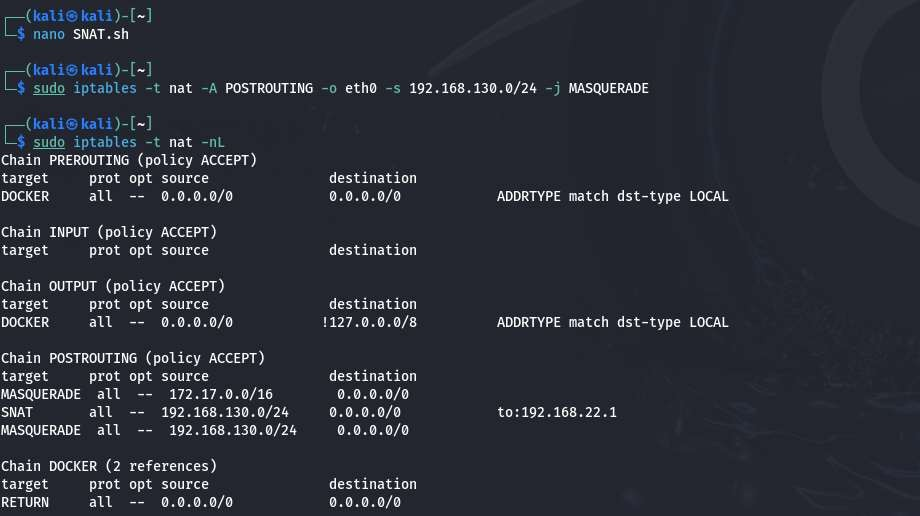 ┌──(kali㉿kali)-[~]
└─$ nano SNAT.sh
┌──(kali㉿kali)-[~]
└─$ sudo iptables -t nat -A POSTROUTING -o eth0 -s 192.168.130.0/24 -j MASQUERADE
┌──(kali㉿kali)-[~]
└─$ sudo iptables -t nat -nL
Chain PREROUTING (policy ACCEPT)
target     prot opt source               destination
DOCKER     all  --  0.0.0.0/0            0.0.0.0/0            ADDRTYPE match dst-type LOCAL
Chain INPUT (policy ACCEPT)
target     prot opt source               destination
Chain OUTPUT (policy ACCEPT)
target     prot opt source               destination
DOCKER     all  --  0.0.0.0/0           !127.0.0.0/8          ADDRTYPE match dst-type LOCAL
Chain POSTROUTING (policy ACCEPT)
target     prot opt source               destination
MASQUERADE  all  --  172.17.0.0/16        0.0.0.0/0
SNAT       all  --  192.168.130.0/24     0.0.0.0/0            to:192.168.22.1
MASQUERADE  all  --  192.168.130.0/24     0.0.0.0/0
Chain DOCKER (2 references)
target     prot opt source               destination
RETURN     all  --  0.0.0.0/0            0.0.0.0/0